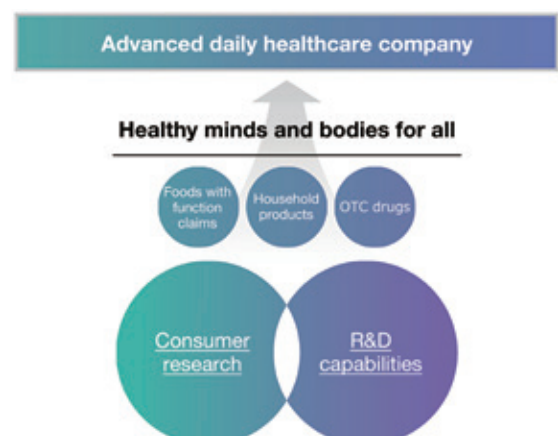 Advanced daily healthcare company
Healthy minds and bodies for all
Foods with
function
claims
Household
products
OTC drugs
Consumer
research
R&D
capabilities